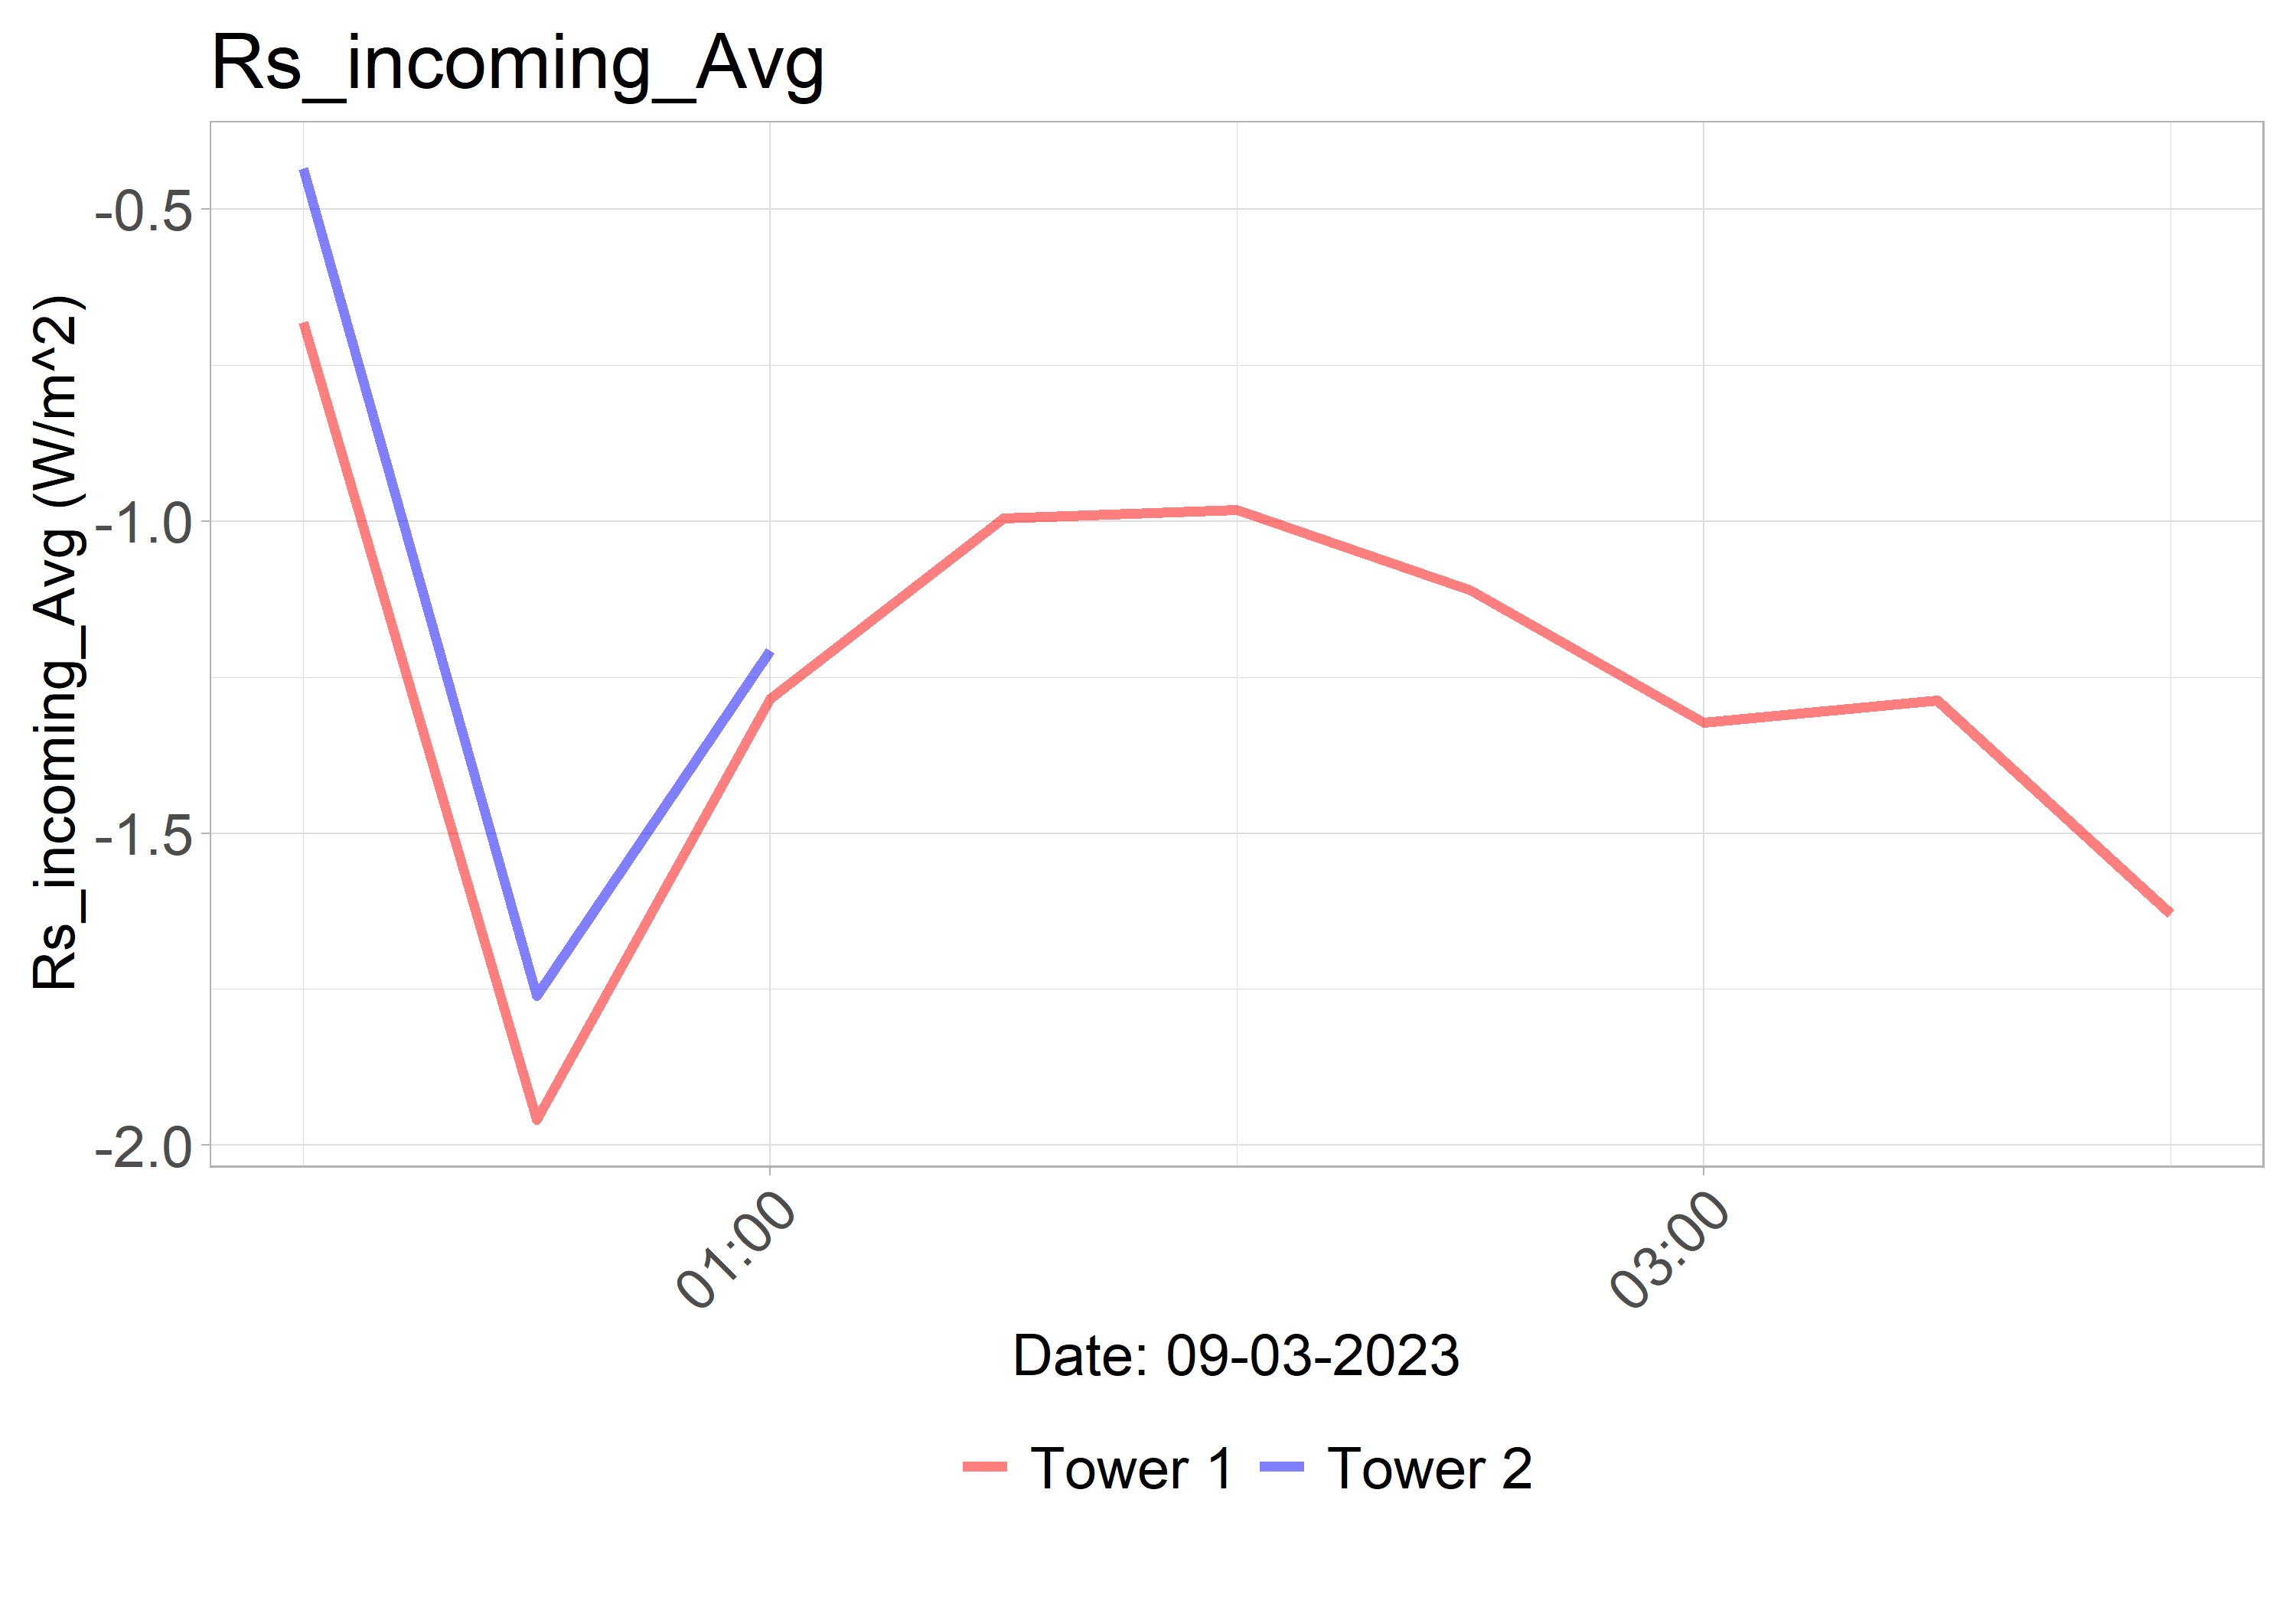 Rs_incoming_Avg
Rs_incoming_Avg (W/m^2)
-0.5
-1.0
-1.5
-2.0
01:00
03:00
Date: 09-03-2023
Tower 1
Tower 2